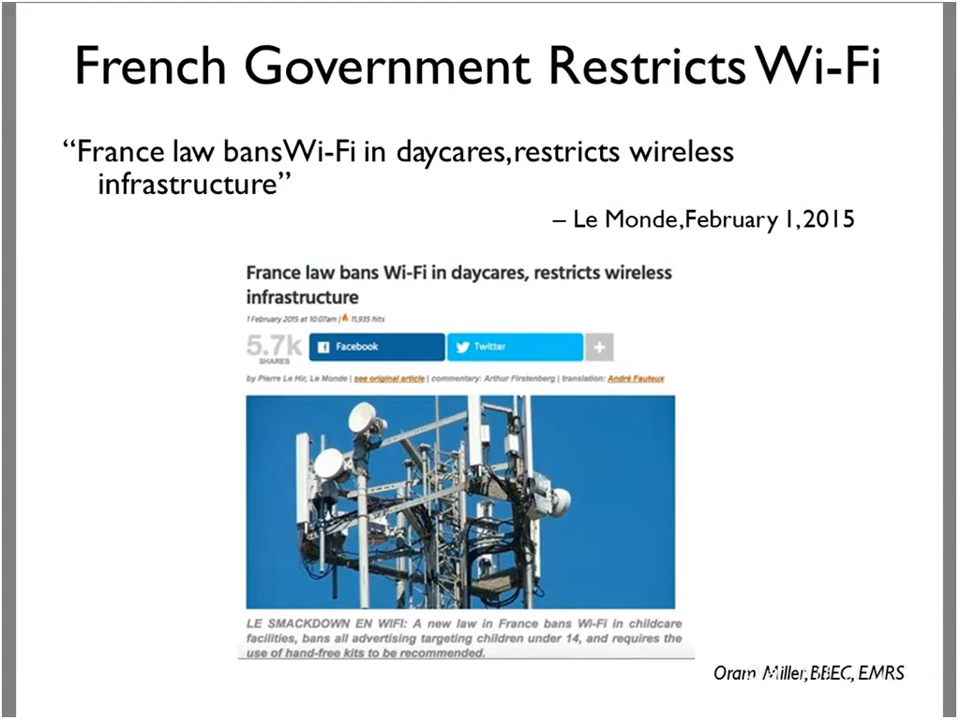 French Government Restricts Wi-Fi
“France law bansWi-Fi in daycares,restricts wireless
infrastructure”
– Le Monde,February 1,2015
France law bans Wi-Fi in daycares, restricts wireless
infrastructure
1 February 2015 at 10:07am | 11,935 hits
5.7k
SHARES
Facebook
Twitter
+
by Pierre Le Hir, Le Monde | see original article | commentary: Arthur Firstenberg | translation: André Fauteux
LE SMACKDOWN EN WIFI: A new law in France bans Wi-Fi in childcare
facilities, bans all advertising targeting children under 14, and requires the
use of hand-free kits to be recommended.
Oram Miller,BBEC, EMRS